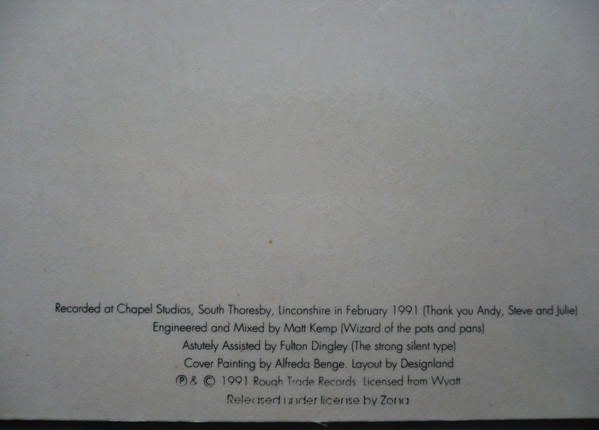 Recorded at Chapel Studios, South Thoresby, Linconshire in February 1991 (Thank you Andy, Steve and Julie)
Engineered and Mixed by Matt Kemp (Wizard of the pots and pans)
Astutely Assisted by Fulton Dingley (The strong silent type)
Cover Painting by Alfreda Benge. Layout by Designland
℗ & © 1991 Rough Trade Records. Licensed from Wyatt
Released under license by Zona